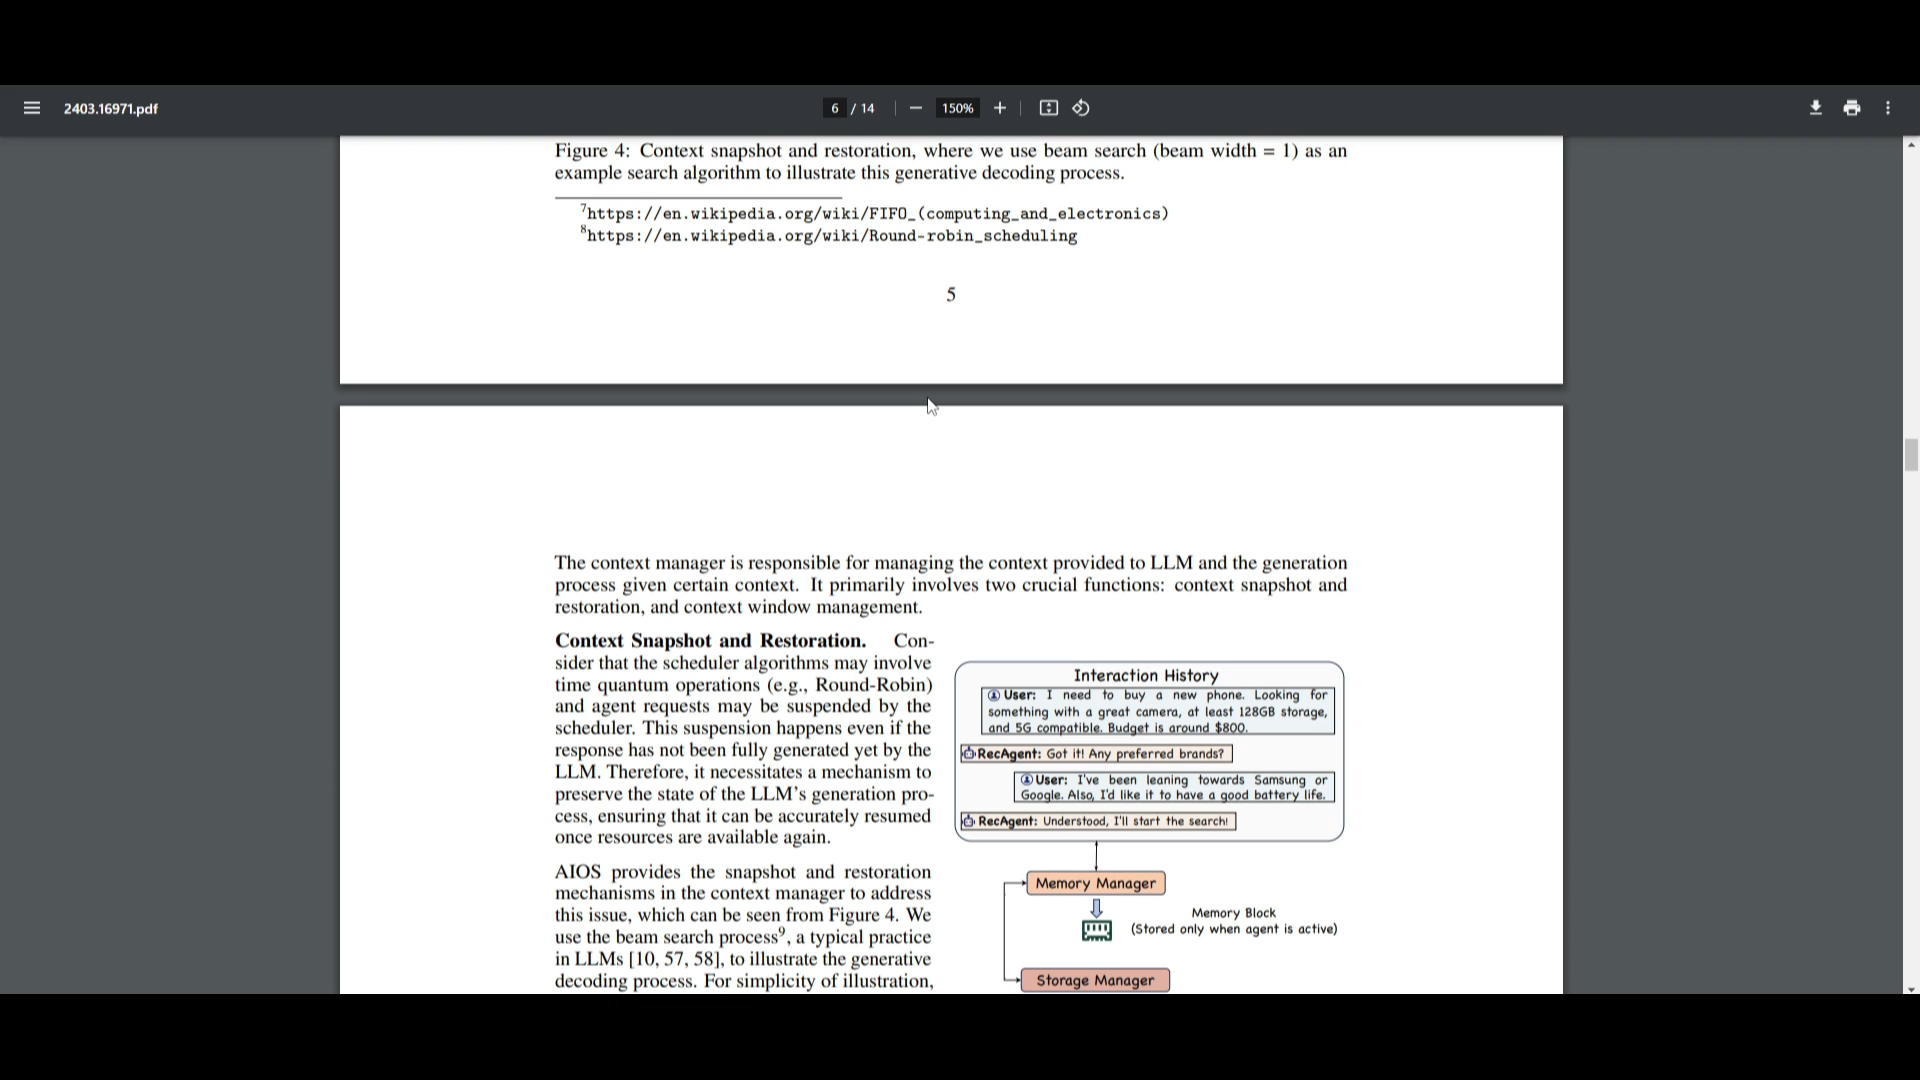 2403.16971.pdf
6 / 14
150%
Figure 4: Context snapshot and restoration, where we use beam search (beam width = 1) as an
example search algorithm to illustrate this generative decoding process.
7https://en.wikipedia.org/wiki/FIFO_(computing_and_electronics)
8https://en.wikipedia.org/wiki/Round-robin_scheduling
5
The context manager is responsible for managing the context provided to LLM and the generation
process given certain context. It primarily involves two crucial functions: context snapshot and
restoration, and context window management.
Context Snapshot and Restoration. Con-
sider that the scheduler algorithms may involve
time quantum operations (e.g., Round-Robin)
and agent requests may be suspended by the
scheduler. This suspension happens even if the
response has not been fully generated yet by the
LLM. Therefore, it necessitates a mechanism to
preserve the state of the LLM's generation pro-
cess, ensuring that it can be accurately resumed
once resources are available again.
AIOS provides the snapshot and restoration
mechanisms in the context manager to address
this issue, which can be seen from Figure 4. We
use the beam search process9, a typical practice
in LLMs [10, 57, 58], to illustrate the generative
decoding process. For simplicity of illustration,
Interaction History
User: I need to buy a new phone. Looking for
something with a great camera, at least 128GB storage,
and 5G compatible. Budget is around $800.
RecAgent: Got it! Any preferred brands?
User: I've been leaning towards Samsung or
Google. Also, I'd like it to have a good battery life.
RecAgent: Understood, I'll start the search!
Memory Manager
Memory Block
(Stored only when agent is active)
Storage Manager